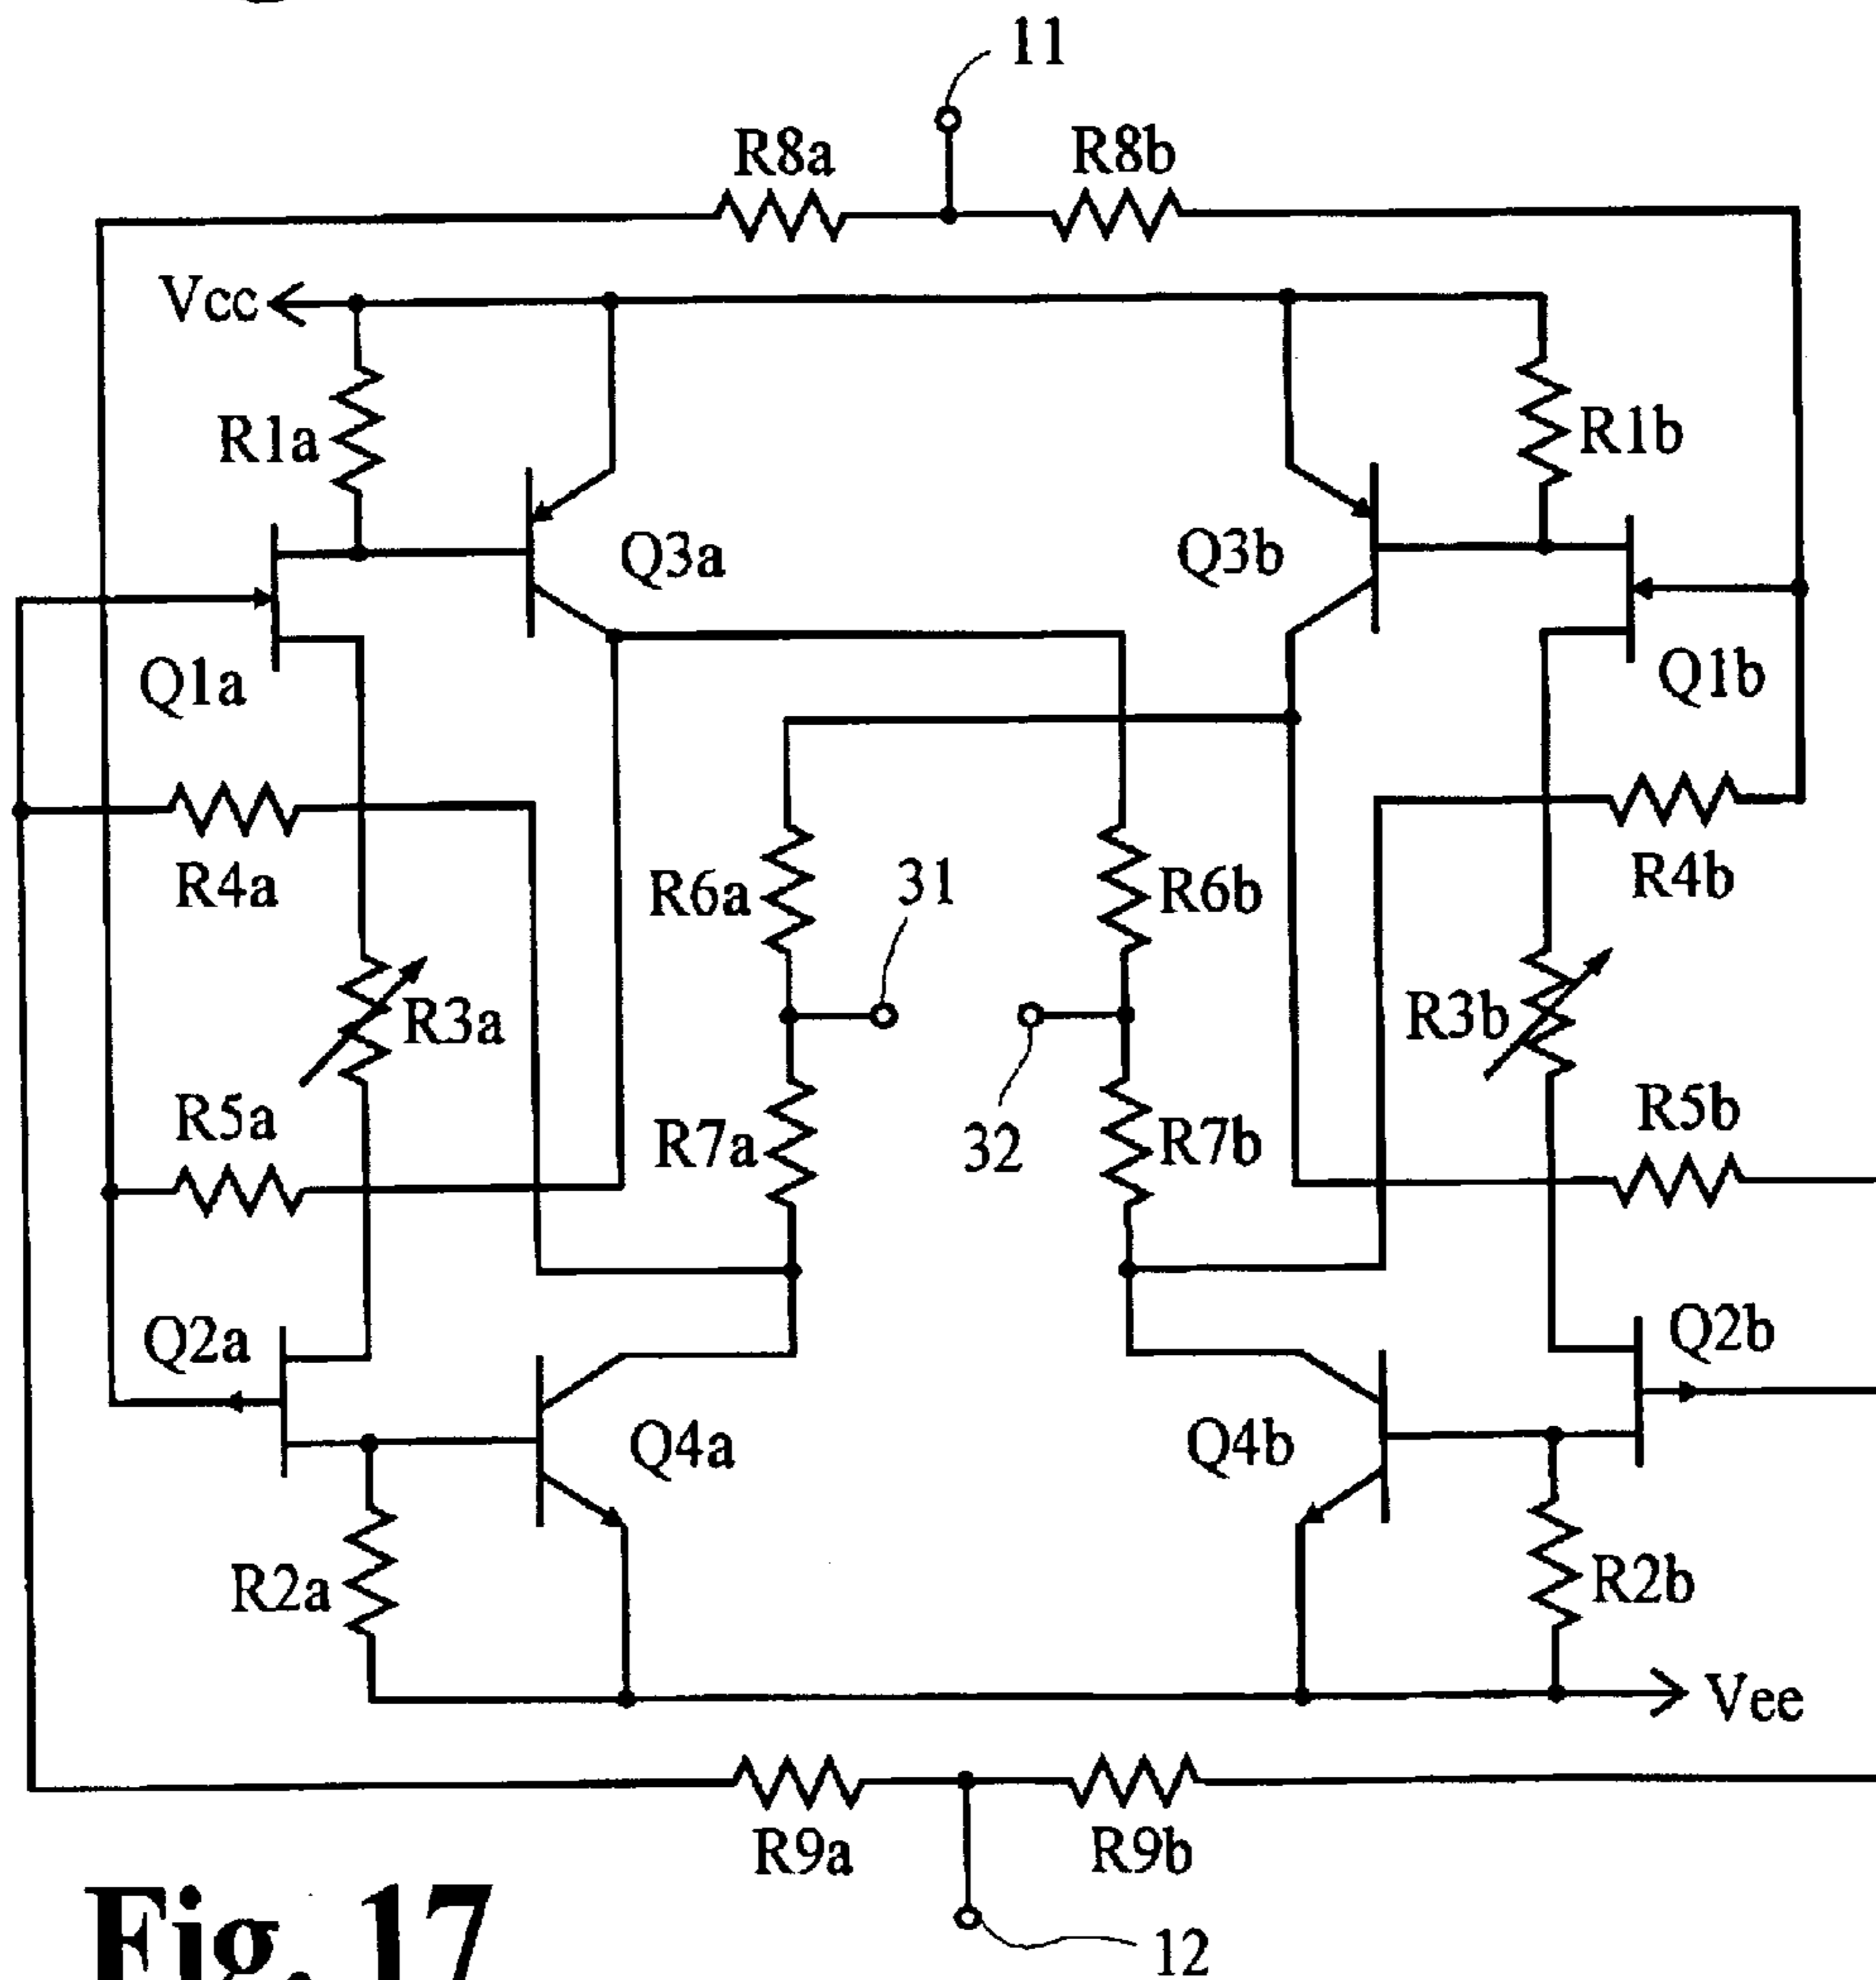 11
R8a R8b
Vcc
R1a R1b
Q3a Q3b
Q1a Q1b
R4a R6a 31 R6b R4b
R3a R3b
R5a R7a 32 R7b R5b
Q2a Q2b
Q4a Q4b
R2a R2b
Vee
R9a R9b
Fig. 17
12